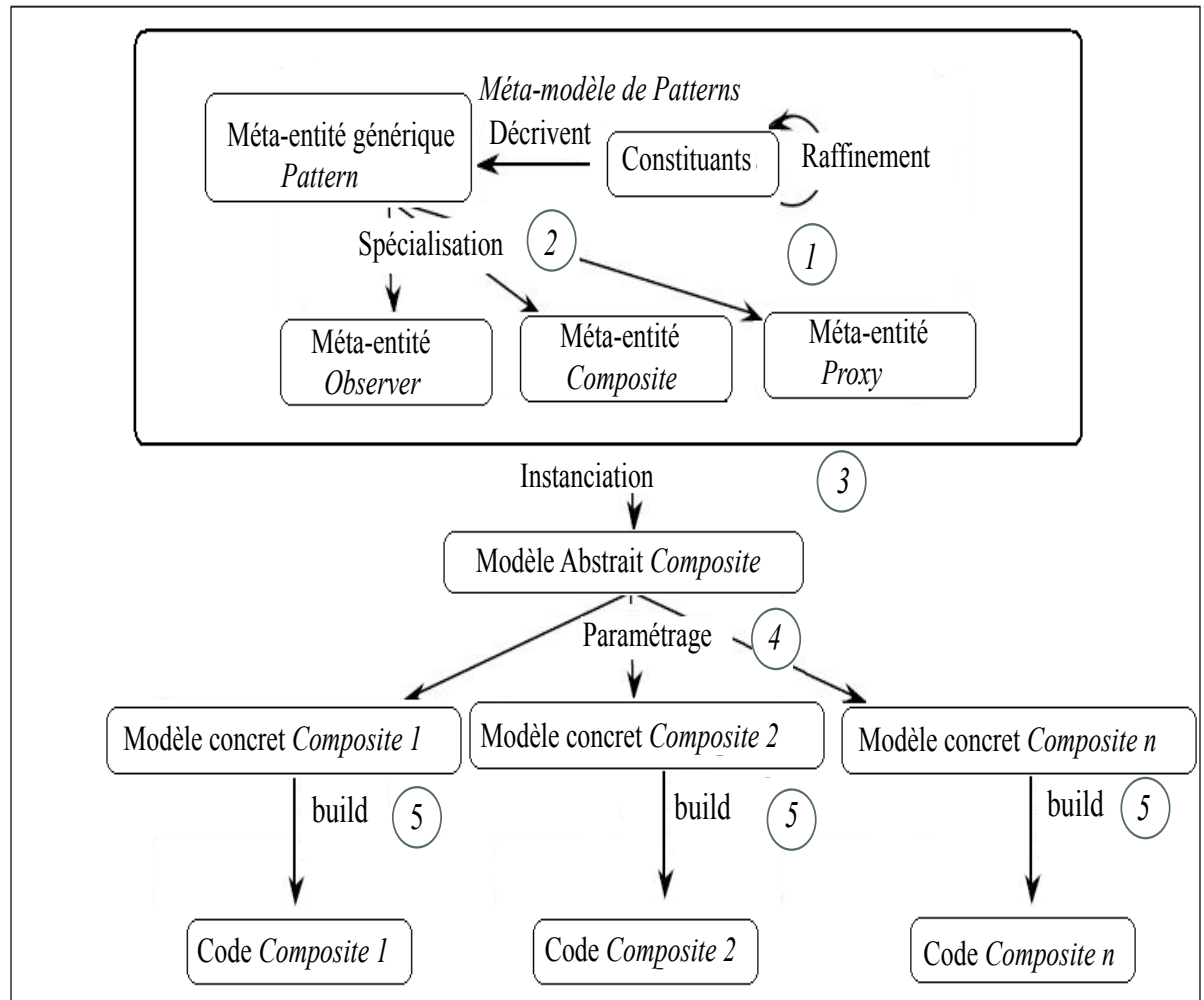 Méta-modèle de Patterns
Méta-entité générique
Pattern
Décrivent
Constituants
Raffinement
1
Spécialisation
2
Méta-entité
Observer
Méta-entité
Composite
Méta-entité
Proxy
Instanciation
3
Modèle Abstrait Composite
Paramétrage
4
Modèle concret Composite 1
Modèle concret Composite 2
Modèle concret Composite n
build
5
build
5
build
5
Code Composite 1
Code Composite 2
Code Composite n